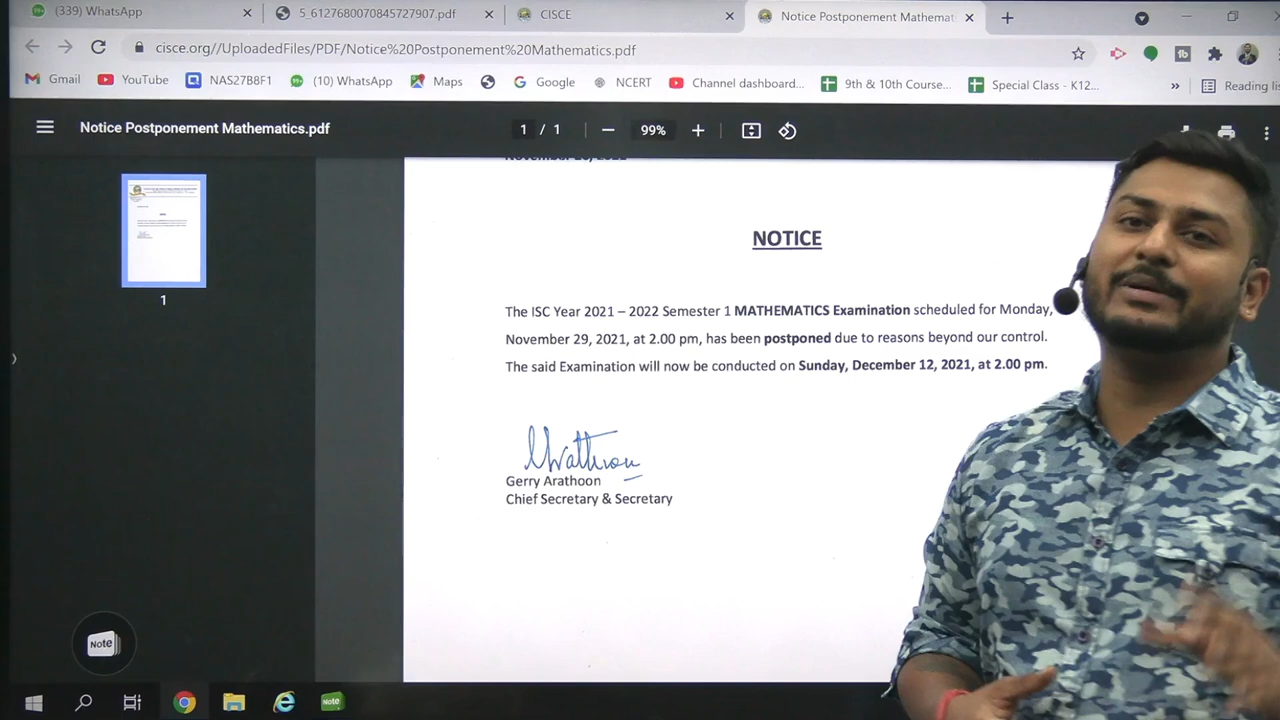 (339) WhatsApp
5_6127680070845727907.pdf
CISCE
Notice Postponement Mathemat
cisce.org//UploadedFiles/PDF/Notice%20Postponement%20Mathematics.pdf
Gmail
YouTube
NAS27B8F1
(10) WhatsApp
Maps
Google
NCERT
Channel dashboard...
9th & 10th Course...
Special Class - K12...
»
Reading lis
Notice Postponement Mathematics.pdf
1 / 1
99%
NOTICE
The ISC Year 2021 – 2022 Semester 1 MATHEMATICS Examination scheduled for Monday,
November 29, 2021, at 2.00 pm, has been postponed due to reasons beyond our control.
The said Examination will now be conducted on Sunday, December 12, 2021, at 2.00 pm.
Gerry Arathoon
Chief Secretary & Secretary
1
Note
Note